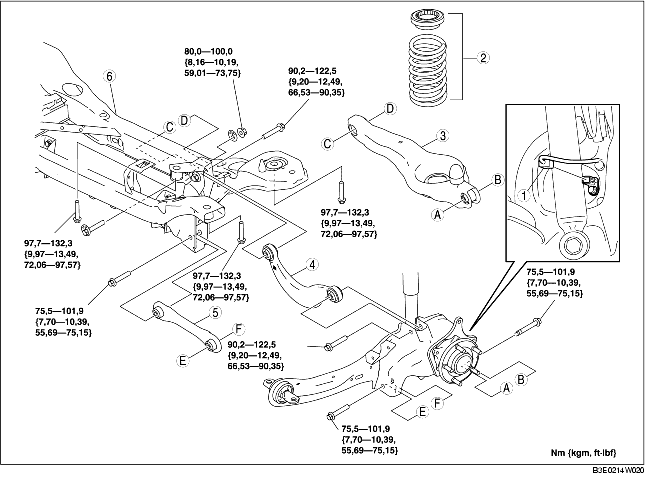 80,0—100,0
{8,16—10,19,
59,01—73,75}
90,2—122,5
{9,20—12,49,
66,53—90,35}
2
6
D
C
D
C
3
B
A
1
97,7—132,3
{9,97—13,49,
72,06—97,57}
97,7—132,3
{9,97—13,49,
72,06—97,57}
97,7—132,3
{9,97—13,49,
72,06—97,57}
4
75,5—101,9
{7,70—10,39,
55,69—75,15}
75,5—101,9
{7,70—10,39,
55,69—75,15}
5
F
E
90,2—122,5
{9,20—12,49,
66,53—90,35}
A
B
E
F
75,5—101,9
{7,70—10,39,
55,69—75,15}
Nm {kgm, ft·lbf}
B3E0214W020